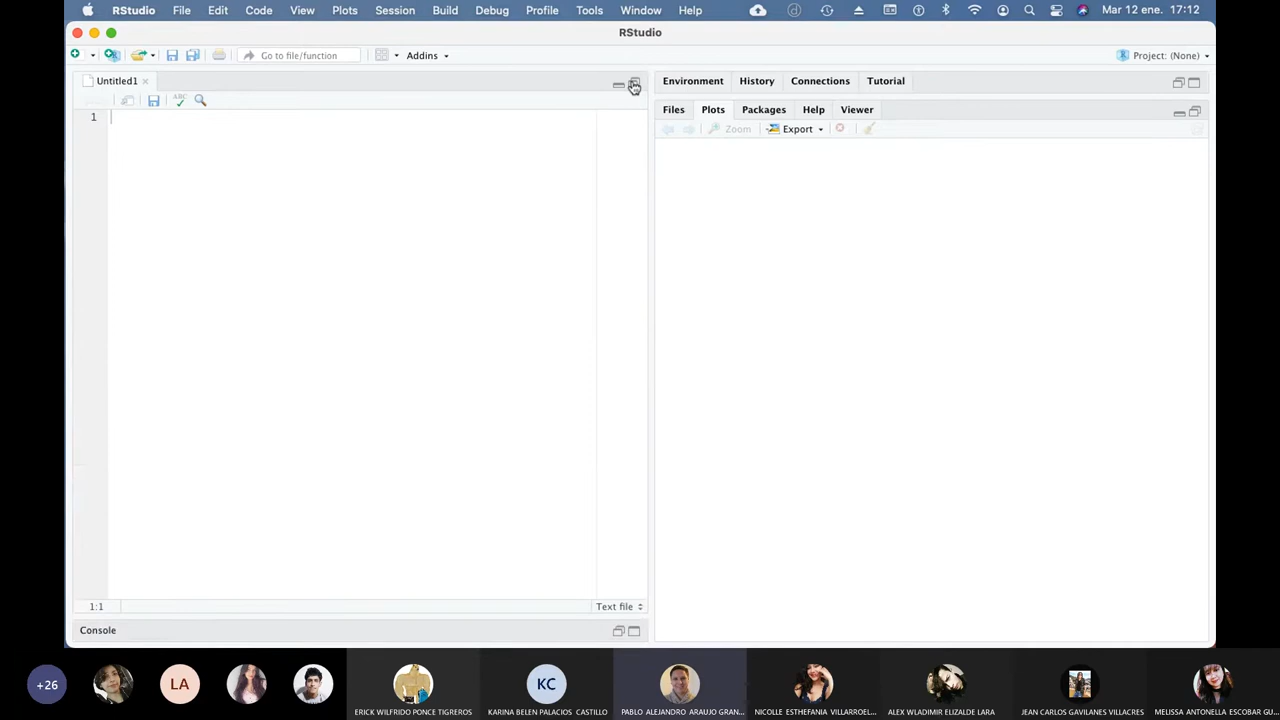 RStudio File Edit Code View Plots Session Build Debug Profile Tools Window Help Mar 12 ene. 17:12
RStudio
Go to file/function Addins Project: (None)
Untitled1
Environment History Connections Tutorial
ABC
Files Plots Packages Help Viewer
Zoom Export
1
1:1 Text file
Console
+26 LA KC
ERICK WILFRIDO PONCE TIGREROS KARINA BELEN PALACIOS CASTILLO PABLO ALEJANDRO ARAUJO GRAN... NICOLLE ESTHEFANIA VILLARROEL... ALEX WLADIMIR ELIZALDE LARA JEAN CARLOS GAVILANES VILLACRES MELISSA ANTONELLA ESCOBAR GU...